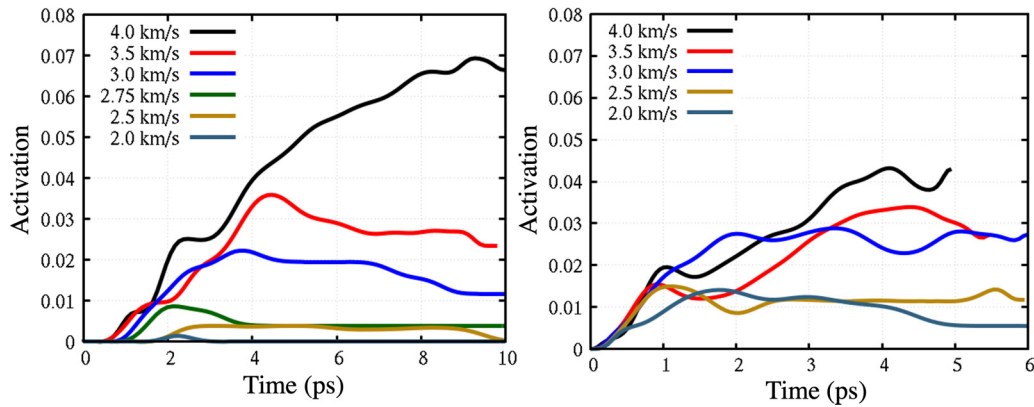 0.08
0.07
0.06
0.05
0.04
0.03
0.02
0.01
0
Activation
4.0 km/s
3.5 km/s
3.0 km/s
2.75 km/s
2.5 km/s
2.0 km/s
0 2 4 6 8 10
Time (ps)
0.08
0.07
0.06
0.05
0.04
0.03
0.02
0.01
0
Activation
4.0 km/s
3.5 km/s
3.0 km/s
2.5 km/s
2.0 km/s
0 1 2 3 4 5 6
Time (ps)